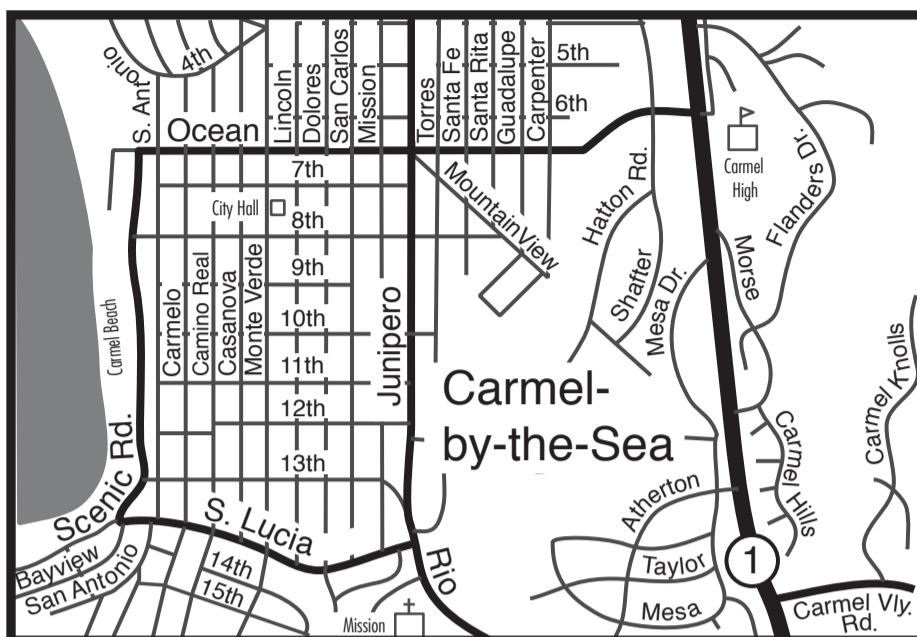 S. Antonio
4th
Ocean
Lincoln
Dolores
San Carlos
Mission
Torres
Santa Fe
Santa Rita
Guadalupe
Carpenter
5th
6th
Carmel
High
Flanders Dr.
Hatton Rd.
7th
City Hall
8th
Mountain View
Shafter
Mesa Dr.
Morse
Carmel Beach
Carmelo
Camino Real
Casanova
Monte Verde
9th
10th
11th
12th
13th
Junipero
Carmel-
by-the-Sea
Carmel Knolls
Carmel Hills
Scenic Rd.
S. Lucia
Rio
Atherton
Taylor
Mesa
1
Bayview
San Antonio
14th
15th
Mission
Carmel Vly.
Rd.